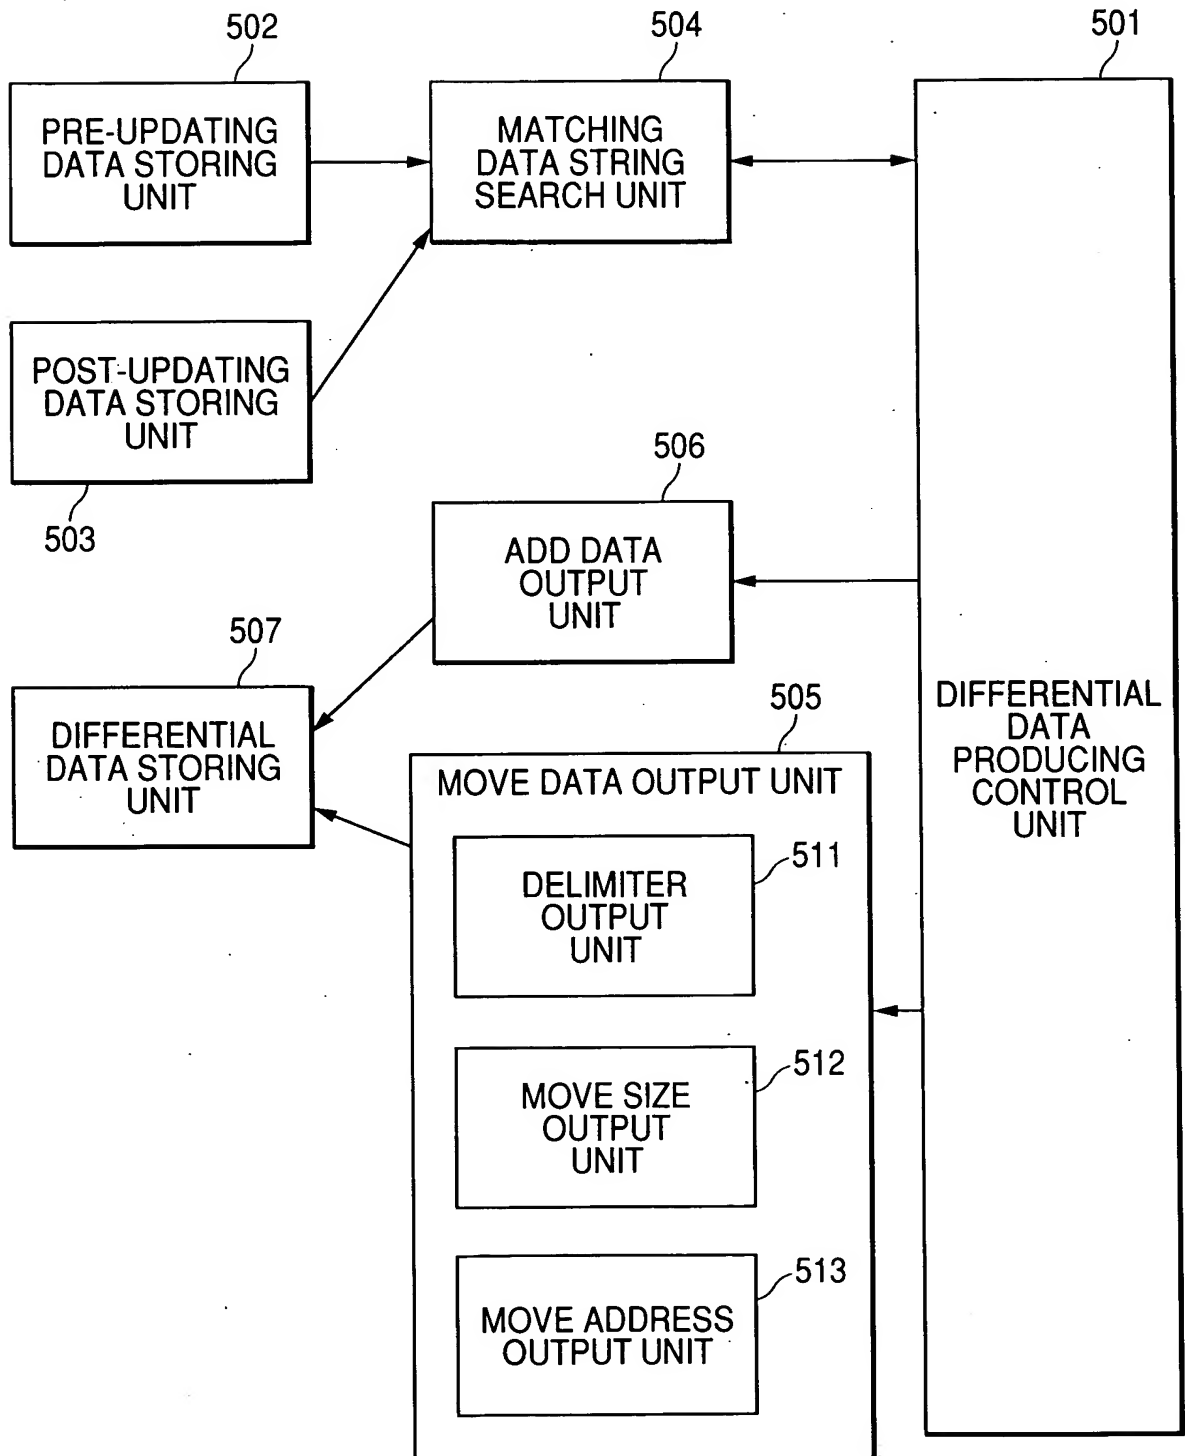 502
PRE-UPDATING
DATA STORING
UNIT
504
MATCHING
DATA STRING
SEARCH UNIT
501
DIFFERENTIAL
DATA
PRODUCING
CONTROL
UNIT
POST-UPDATING
DATA STORING
UNIT
503
506
ADD DATA
OUTPUT
UNIT
507
DIFFERENTIAL
DATA STORING
UNIT
505
MOVE DATA OUTPUT UNIT
511
DELIMITER
OUTPUT
UNIT
512
MOVE SIZE
OUTPUT
UNIT
513
MOVE ADDRESS
OUTPUT UNIT